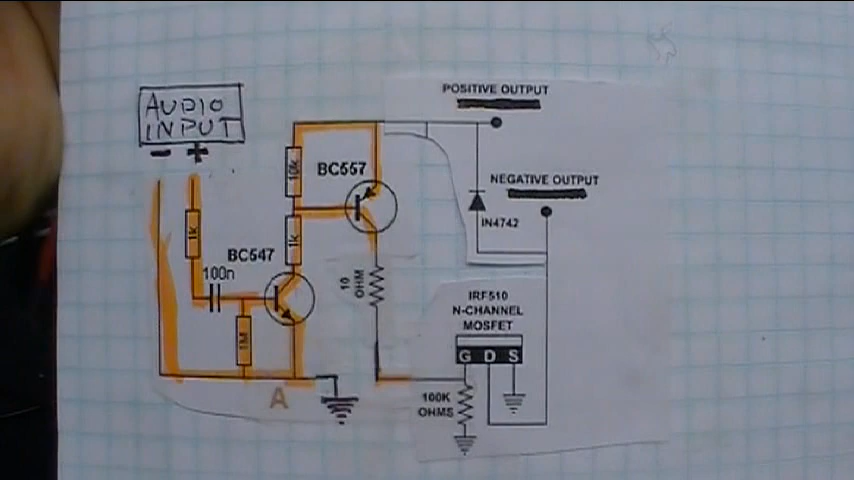 AUDIO
INPUT
- +
POSITIVE OUTPUT
NEGATIVE OUTPUT
BC557
10k
1k
IN4742
1k
BC547
100n
1k
10
OHM
IRF510
N-CHANNEL
MOSFET
1M
G D S
A
100K
OHMS